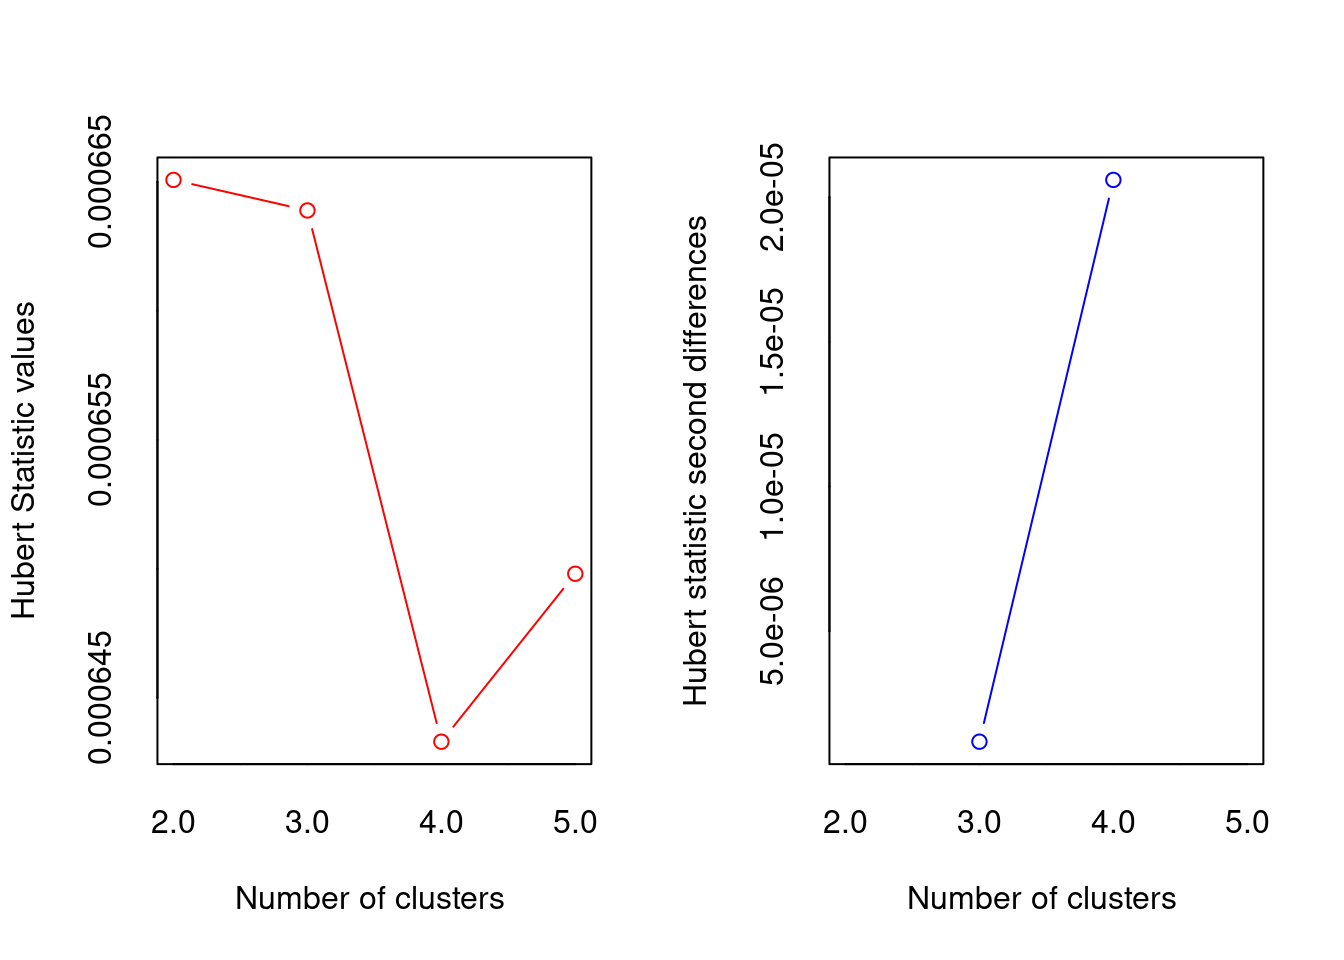 Hubert Statistic values
0.000665
0.000655
0.000645
2.0 3.0 4.0 5.0
Number of clusters
Hubert statistic second differences
2.0e-05
1.5e-05
1.0e-05
5.0e-06
2.0 3.0 4.0 5.0
Number of clusters